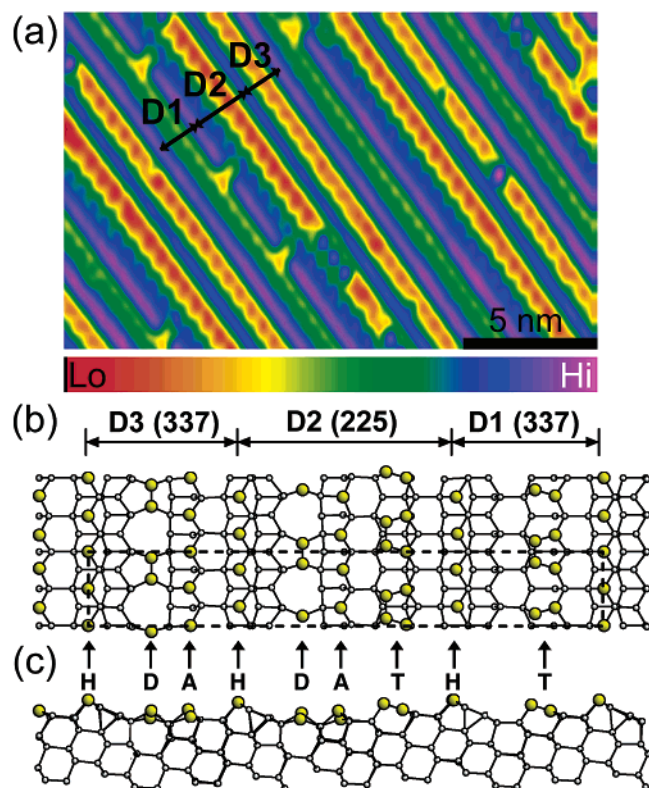 (a)
D1 D2 D3
5 nm
Lo Hi
(b)
D3 (337) D2 (225) D1 (337)
(c)
H D A H D A T H T